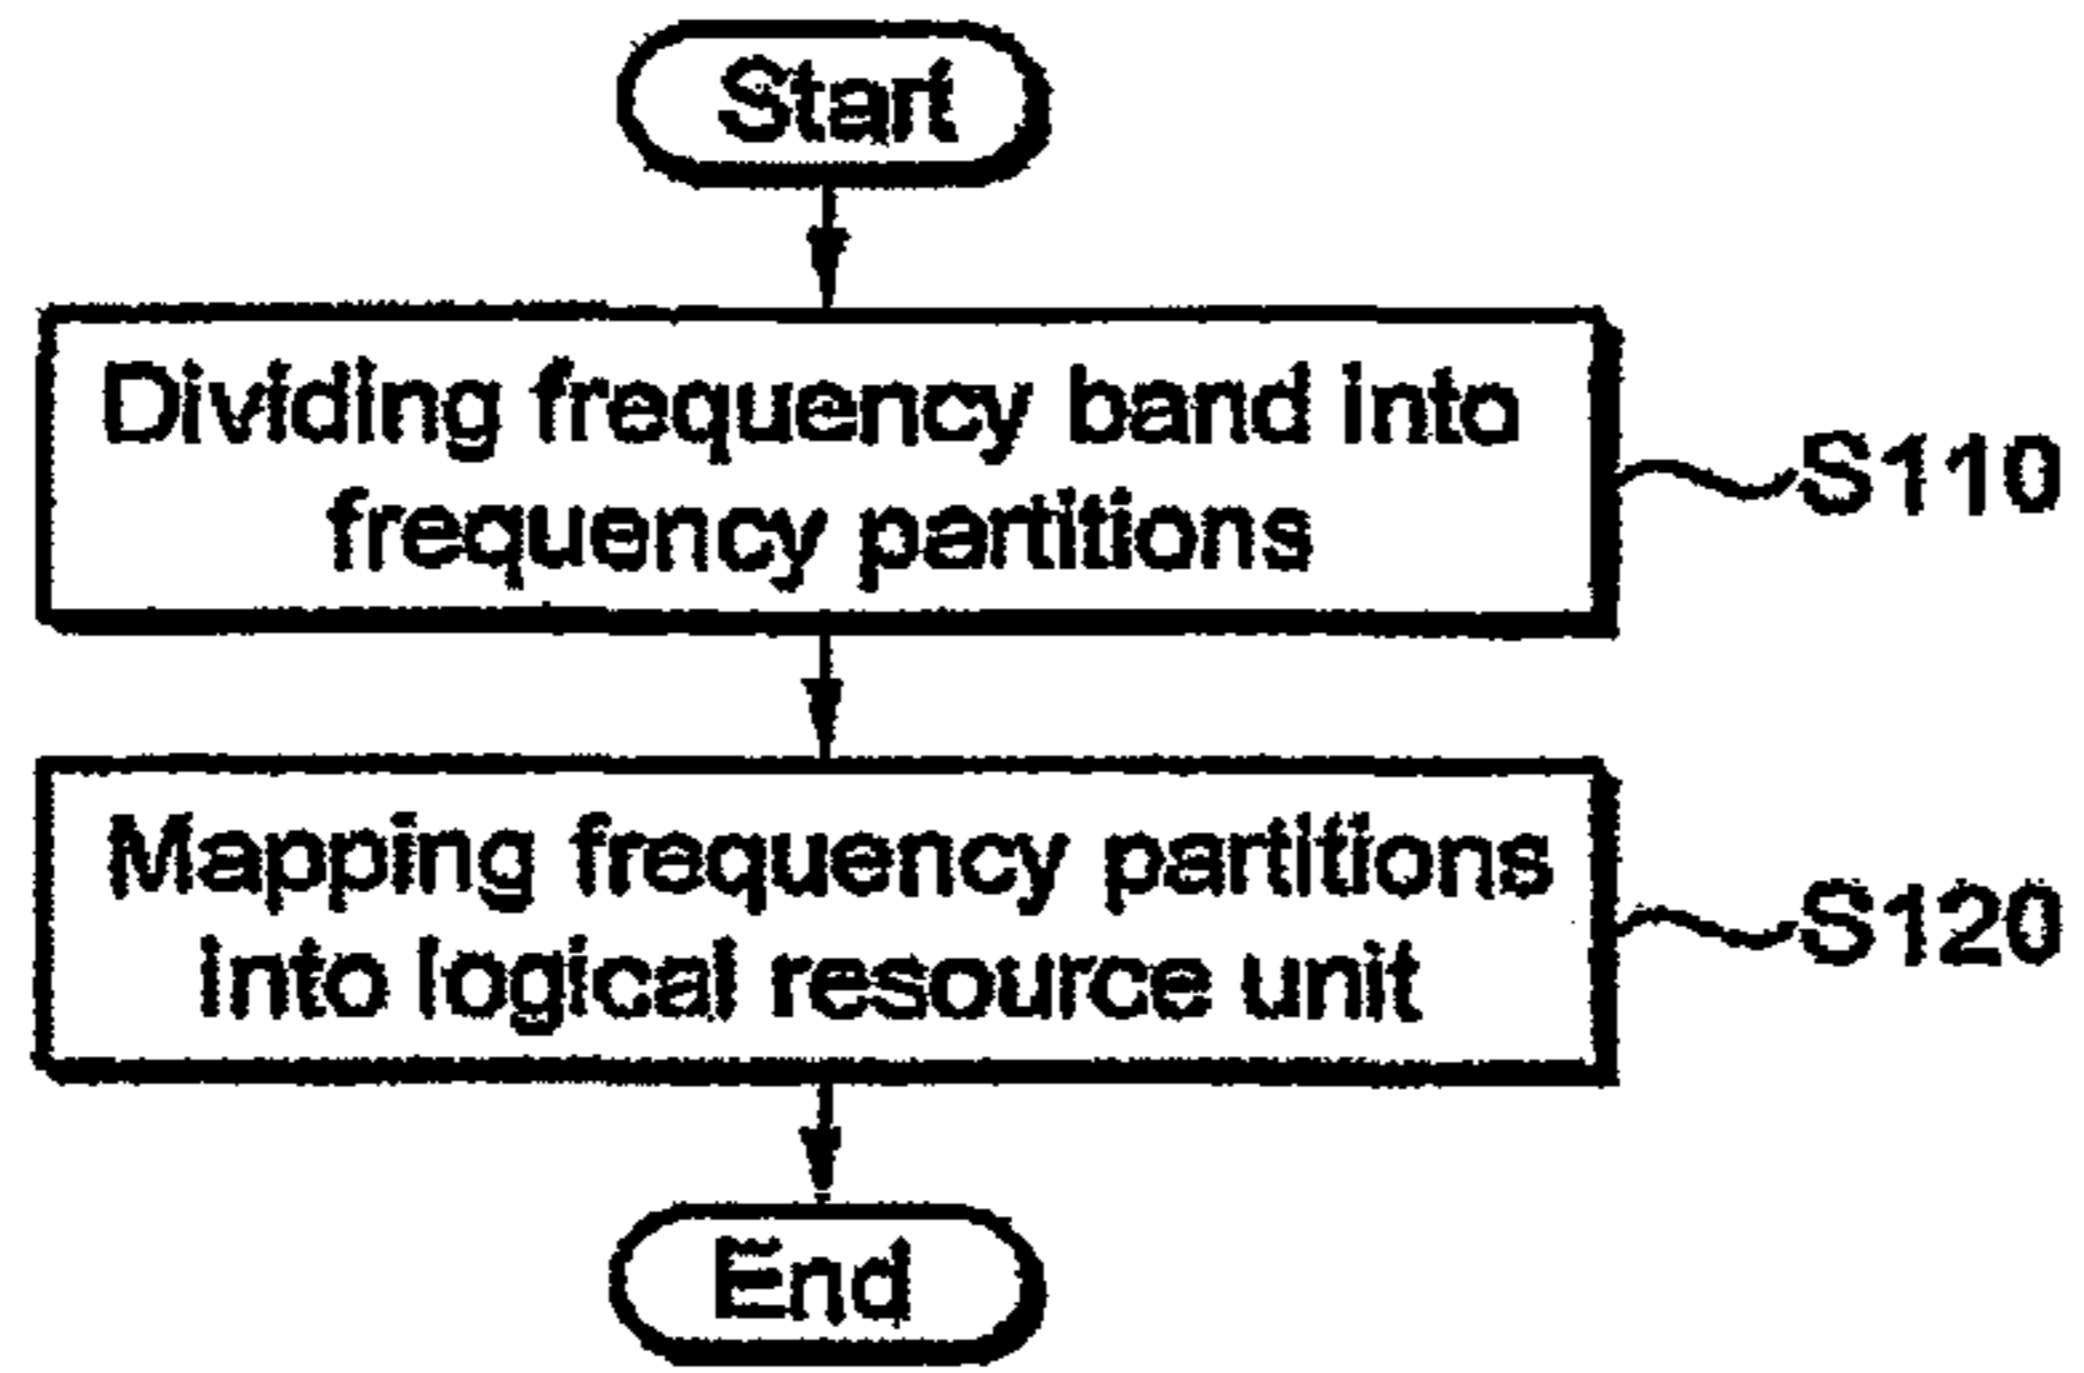 Start
Dividing frequency band into
frequency partitions
S110
Mapping frequency partitions
into logical resource unit
S120
End